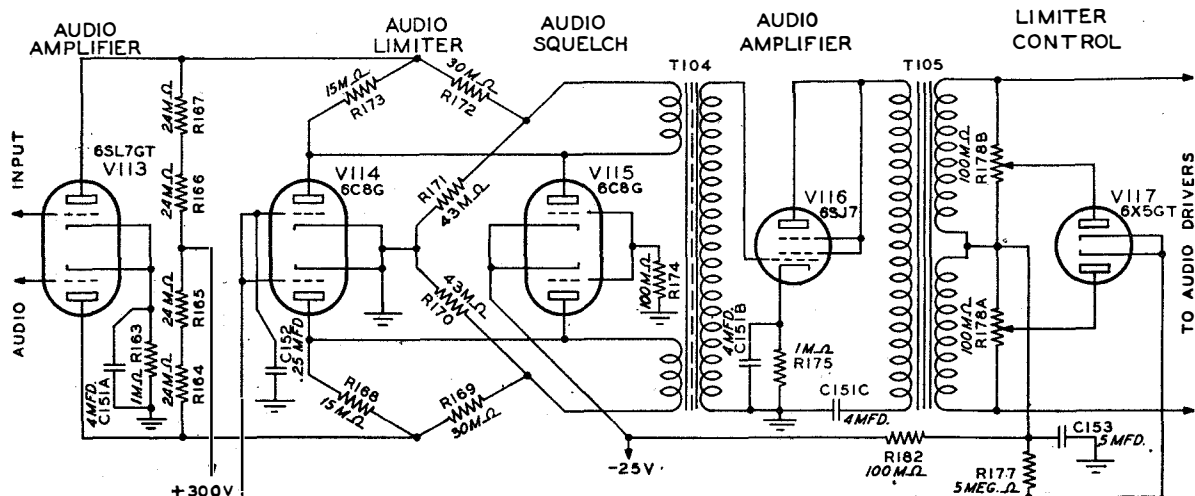 AUDIO
AMPLIFIER
AUDIO
LIMITER
AUDIO
SQUELCH
AUDIO
AMPLIFIER
LIMITER
CONTROL
T104
T105
15MΩ
R173
30MΩ
R172
24MΩ
R167
6SL7GT
V113
24MΩ
R166
V114
6C8G
R171
43MΩ
V115
6C8G
V116
6SJ7
100MΩ
R178B
V117
6X5GT
INPUT
AUDIO
TO AUDIO DRIVERS
24MΩ
R165
24MΩ
R164
43MΩ
R170
100MΩ
R174
100MΩ
R178A
4MFD.
C151A
1MΩ
R163
C152
.25 MFD
R168
15MΩ
R169
30MΩ
4MFD.
C151B
1MΩ
R175
C151C
4MFD.
-25V
R182
100MΩ
C153
.5MFD.
R177
5MEG.Ω
+300V